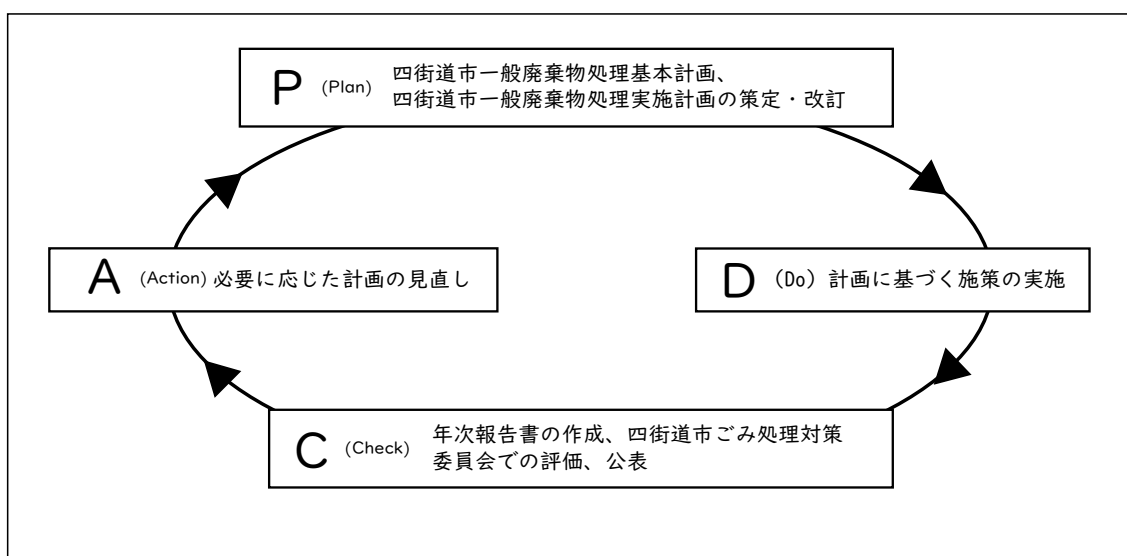 P (Plan) 四街道市一般廃棄物処理基本計画、
四街道市一般廃棄物処理実施計画の策定・改訂
A (Action) 必要に応じた計画の見直し
D (Do) 計画に基づく施策の実施
C (Check) 年次報告書の作成、四街道市ごみ処理対策
委員会での評価、公表